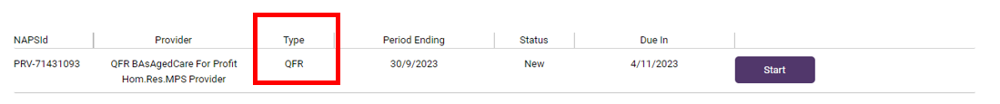 NAPSId Provider Type Period Ending Status Due In
PRV-71431093 QFR BAsAgedCare For Profit QFR 30/9/2023 New 4/11/2023 Start
Hom.Res.MPS Provider